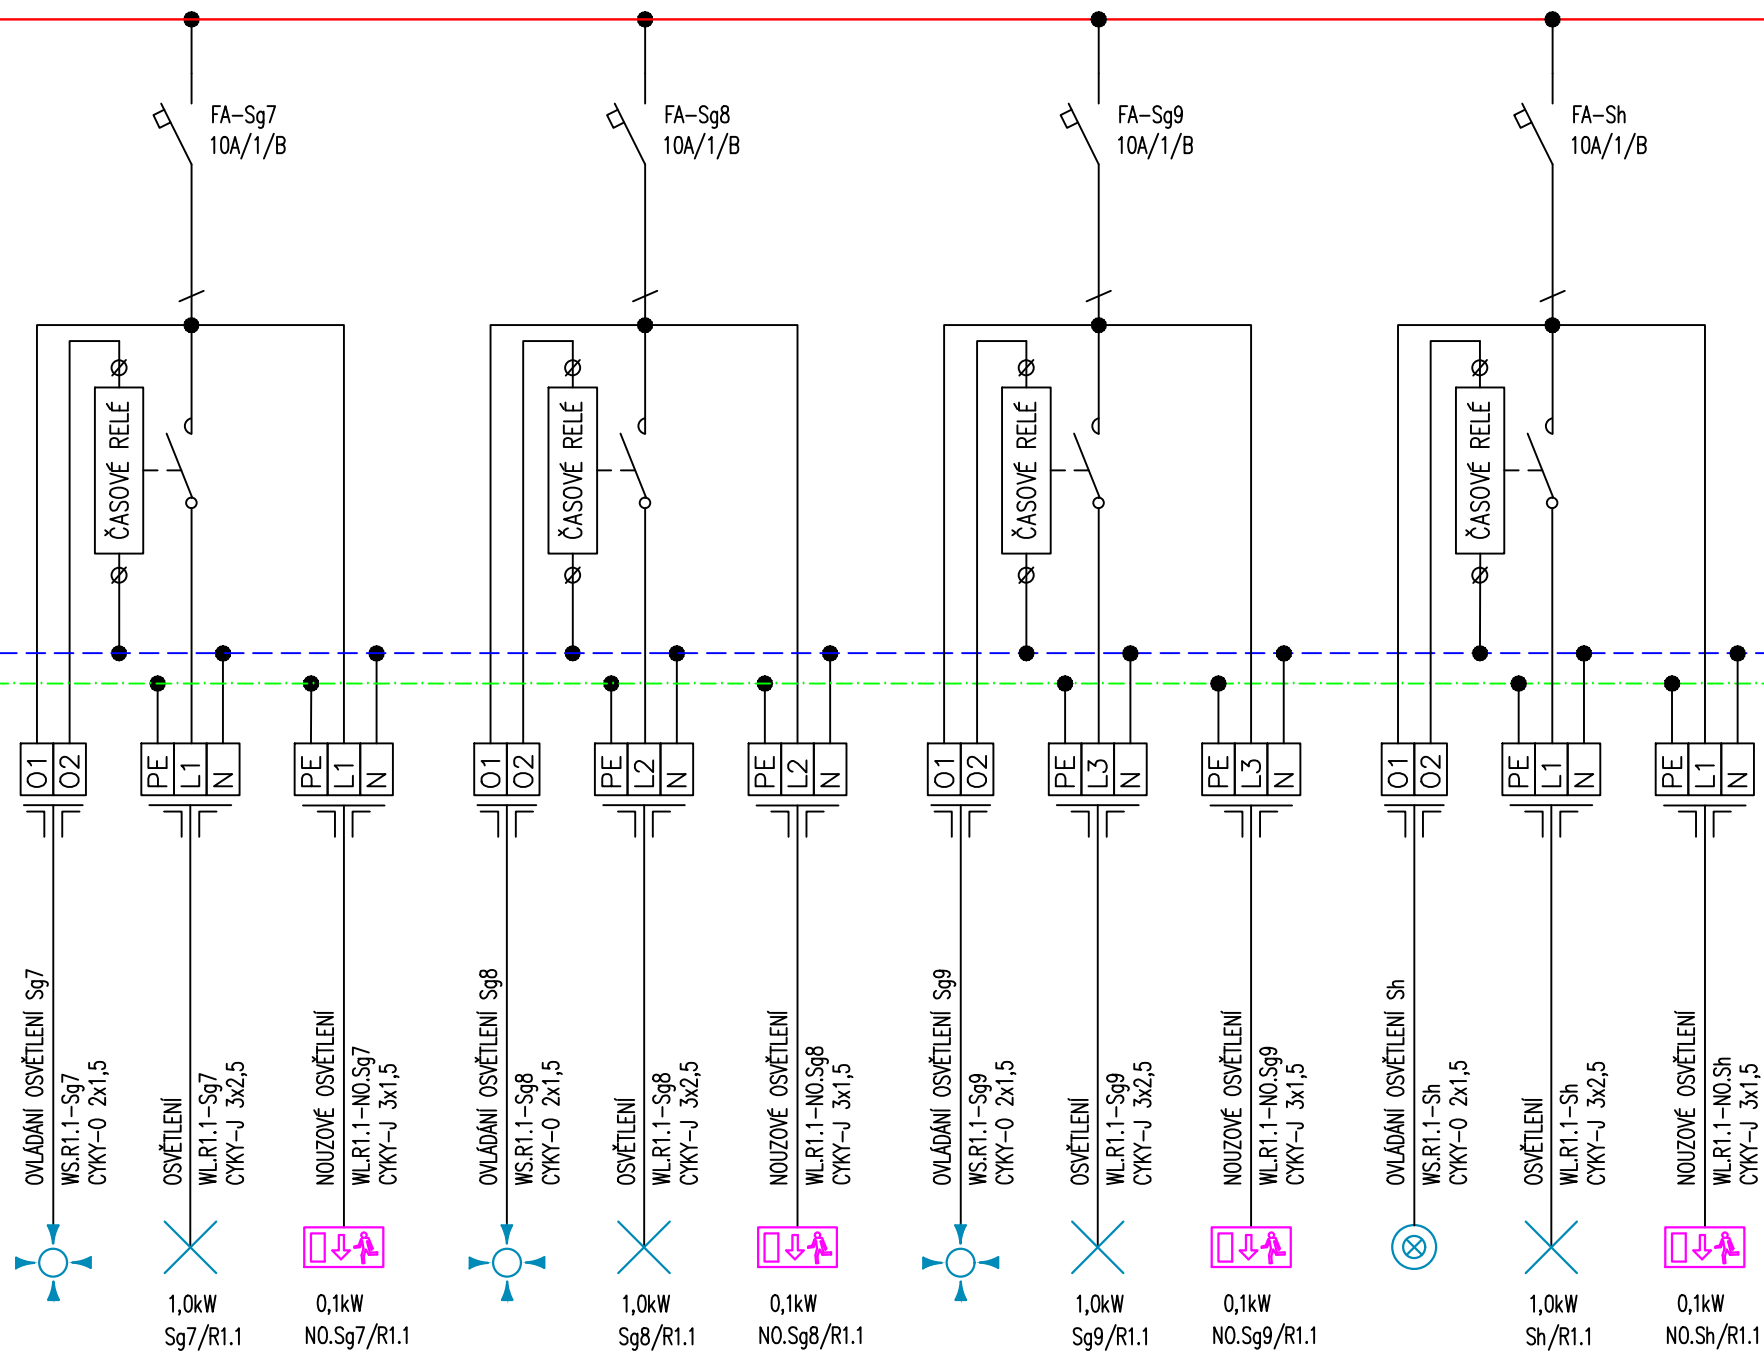 FA-Sg7
10A/1/B
FA-Sg8
10A/1/B
FA-Sg9
10A/1/B
FA-Sh
10A/1/B
ČASOVÉ RELÉ
ČASOVÉ RELÉ
ČASOVÉ RELÉ
ČASOVÉ RELÉ
O1
O2
PE
L1
N
PE
L1
N
O1
O2
PE
L2
N
PE
L2
N
O1
O2
PE
L3
N
PE
L3
N
O1
O2
PE
L1
N
PE
L1
N
OVLÁDÁNÍ OSVĚTLENÍ Sg7
WS.R1.1-Sg7
CYKY-O 2x1,5
OSVĚTLENÍ
WL.R1.1-Sg7
CYKY-J 3x2,5
NOUZOVÉ OSVĚTLENÍ
WL.R1.1-NO.Sg7
CYKY-J 3x1,5
OVLÁDÁNÍ OSVĚTLENÍ Sg8
WS.R1.1-Sg8
CYKY-O 2x1,5
OSVĚTLENÍ
WL.R1.1-Sg8
CYKY-J 3x2,5
NOUZOVÉ OSVĚTLENÍ
WL.R1.1-NO.Sg8
CYKY-J 3x1,5
OVLÁDÁNÍ OSVĚTLENÍ Sg9
WS.R1.1-Sg9
CYKY-O 2x1,5
OSVĚTLENÍ
WL.R1.1-Sg9
CYKY-J 3x2,5
NOUZOVÉ OSVĚTLENÍ
WL.R1.1-NO.Sg9
CYKY-J 3x1,5
OVLÁDÁNÍ OSVĚTLENÍ Sh
WS.R1.1-Sh
CYKY-O 2x1,5
OSVĚTLENÍ
WL.R1.1-Sh
CYKY-J 3x2,5
NOUZOVÉ OSVĚTLENÍ
WL.R1.1-NO.Sh
CYKY-J 3x1,5
1,0kW
Sg7/R1.1
0,1kW
NO.Sg7/R1.1
1,0kW
Sg8/R1.1
0,1kW
NO.Sg8/R1.1
1,0kW
Sg9/R1.1
0,1kW
NO.Sg9/R1.1
1,0kW
Sh/R1.1
0,1kW
NO.Sh/R1.1